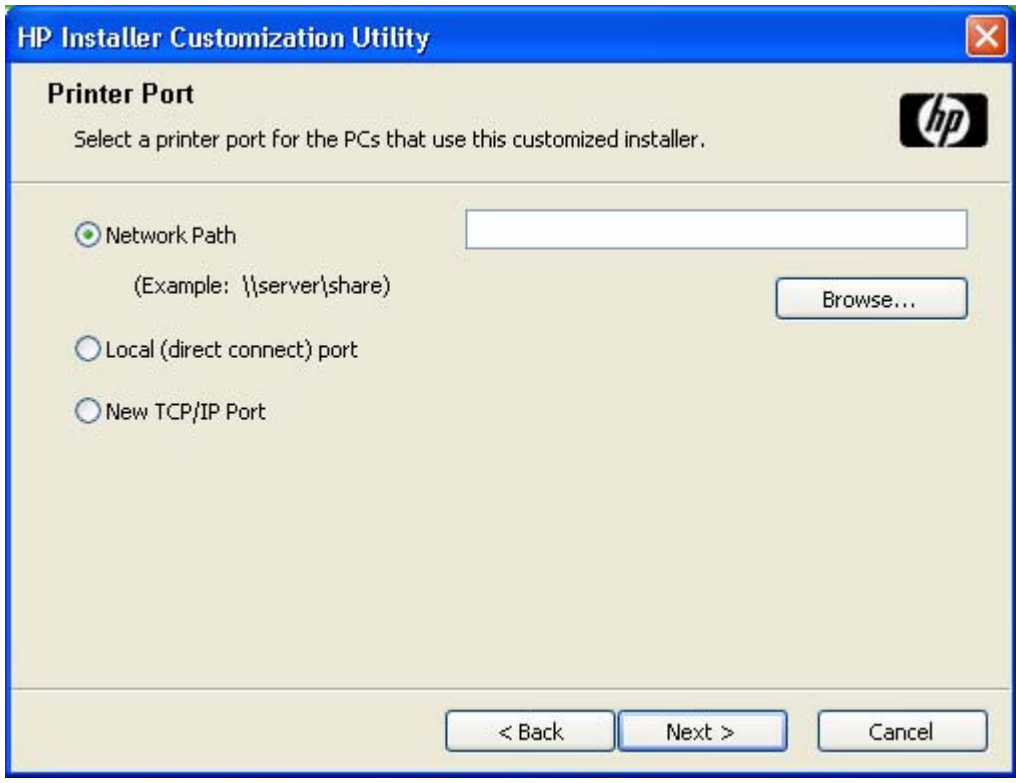 HP Installer Customization Utility
Printer Port
hp
Select a printer port for the PCs that use this customized installer.
Network Path
(Example: \\server\share)
Browse...
Local (direct connect) port
New TCP/IP Port
< Back
Next >
Cancel